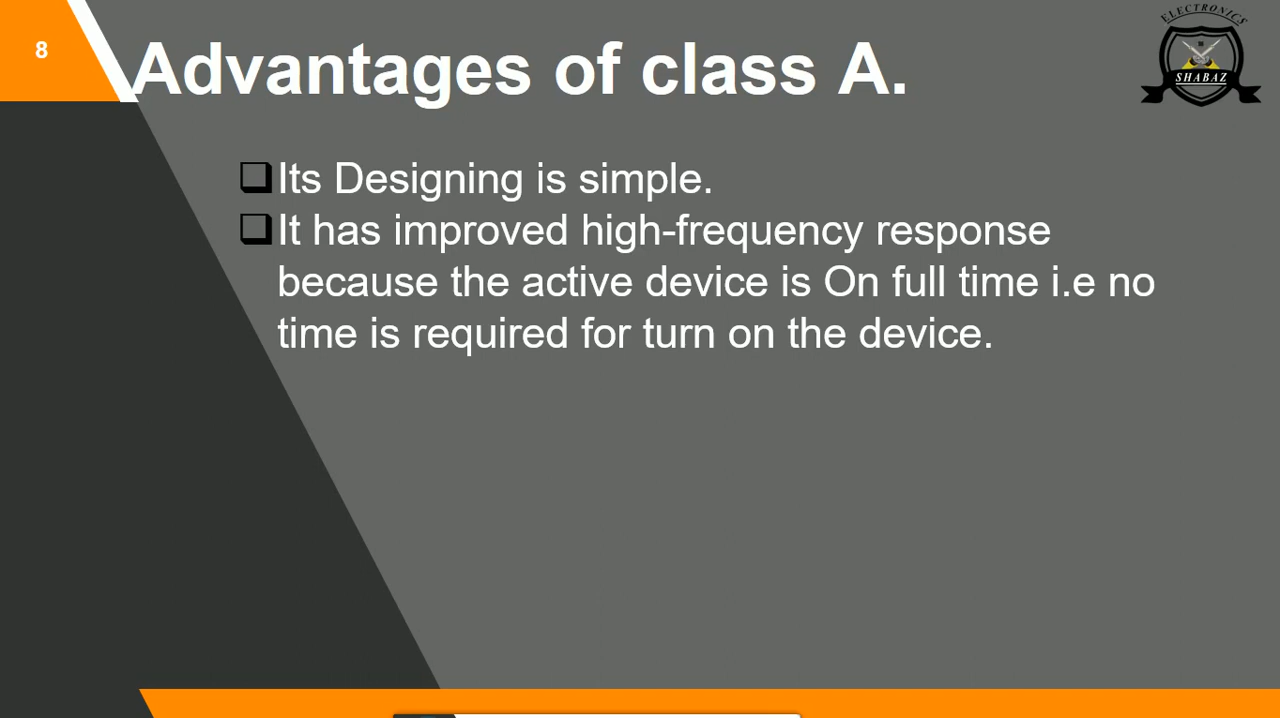 8
Advantages of class A.
ELECTRONICS
SHABAZ
Its Designing is simple.
It has improved high-frequency response
because the active device is On full time i.e no
time is required for turn on the device.